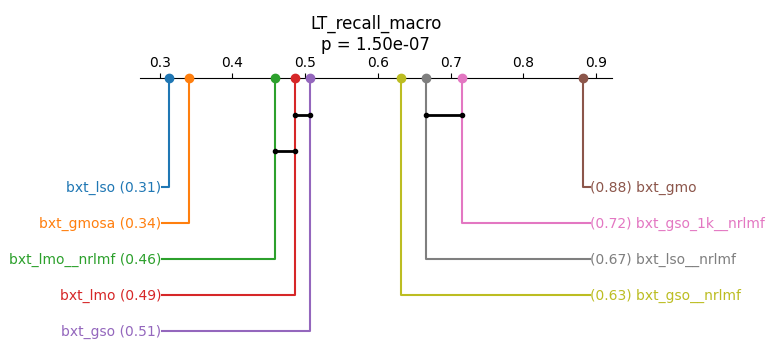 LT_recall_macro
p = 1.50e-07
0.3 0.4 0.5 0.6 0.7 0.8 0.9
bxt_lso (0.31)
(0.88) bxt_gmo
bxt_gmosa (0.34)
(0.72) bxt_gso_1k__nrlmf
bxt_lmo__nrlmf (0.46)
(0.67) bxt_lso__nrlmf
bxt_lmo (0.49)
(0.63) bxt_gso__nrlmf
bxt_gso (0.51)